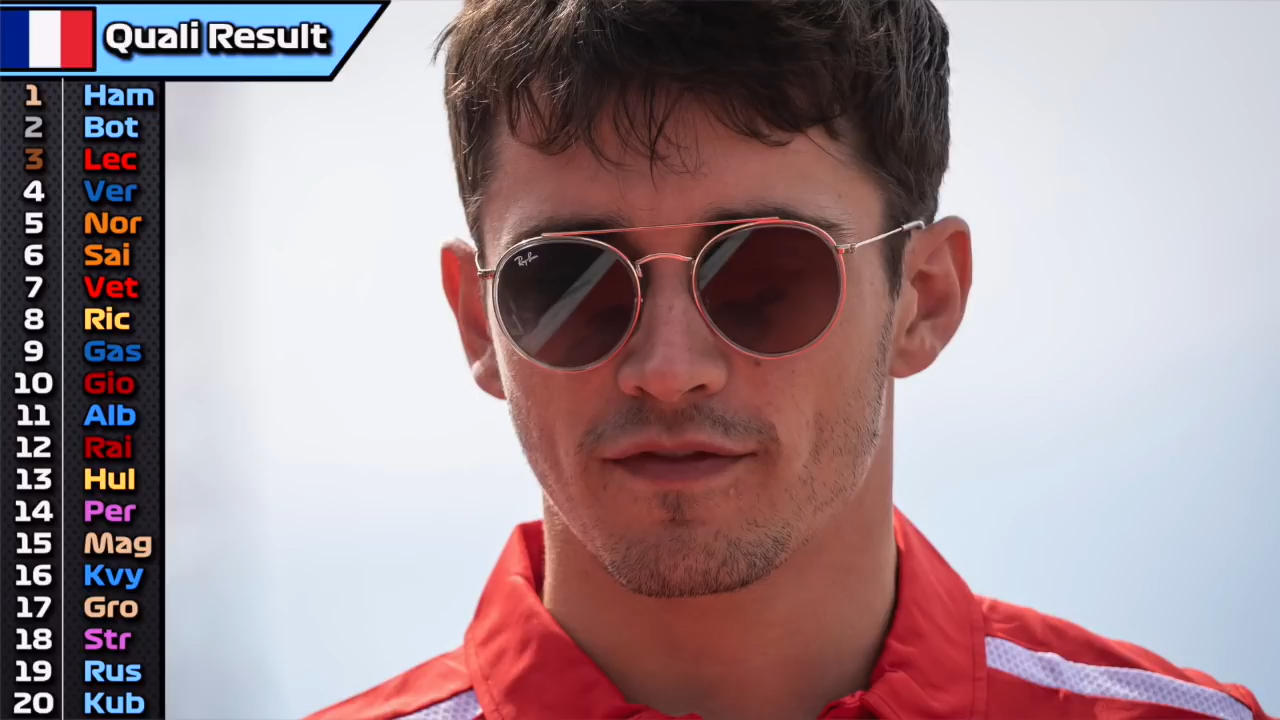 Quali Result
1 Ham
2 Bot
3 Lec
4 Ver
5 Nor
6 Sai
7 Vet
8 Ric
9 Gas
10 Gio
11 Alb
12 Rai
13 Hul
14 Per
15 Mag
16 Kvy
17 Gro
18 Str
19 Rus
20 Kub
Ray-Ban